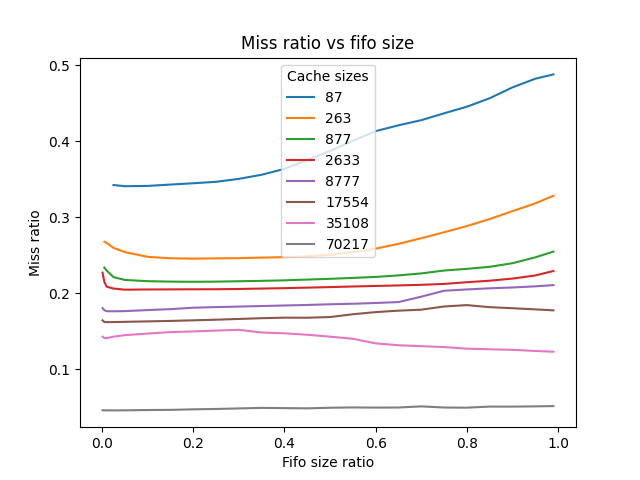 Miss ratio vs fifo size
Cache sizes
87
263
877
2633
8777
17554
35108
70217
Miss ratio
0.5
0.4
0.3
0.2
0.1
0.0 0.2 0.4 0.6 0.8 1.0
Fifo size ratio